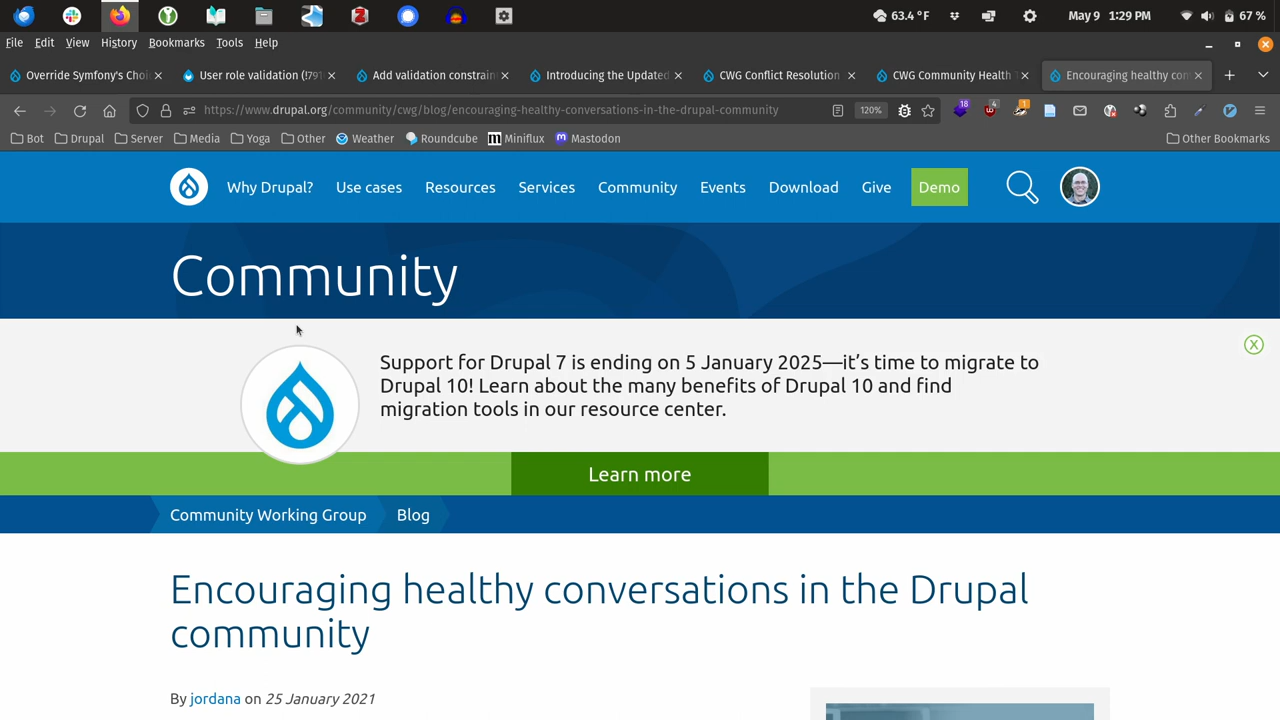 63.4 °F
May 9 1:29 PM
67 %
File Edit View History Bookmarks Tools Help
Override Symfony's Choi
User role validation (!791
Add validation constrain
Introducing the Updated
CWG Conflict Resolution
CWG Community Health T
Encouraging healthy con
https://www.drupal.org/community/cwg/blog/encouraging-healthy-conversations-in-the-drupal-community
120%
18
4
1
Bot Drupal Server Media Yoga Other Weather Roundcube Miniflux Mastodon Other Bookmarks
Why Drupal? Use cases Resources Services Community Events Download Give Demo
Community
Support for Drupal 7 is ending on 5 January 2025—it's time to migrate to
Drupal 10! Learn about the many benefits of Drupal 10 and find
migration tools in our resource center.
X
Learn more
Community Working Group Blog
Encouraging healthy conversations in the Drupal
community
By jordana on 25 January 2021